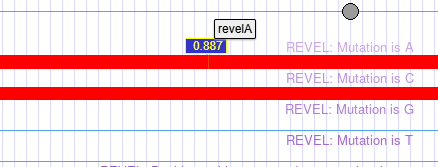 revelA
0.887
REVEL: Mutation is A
REVEL: Mutation is C
REVEL: Mutation is G
REVEL: Mutation is T